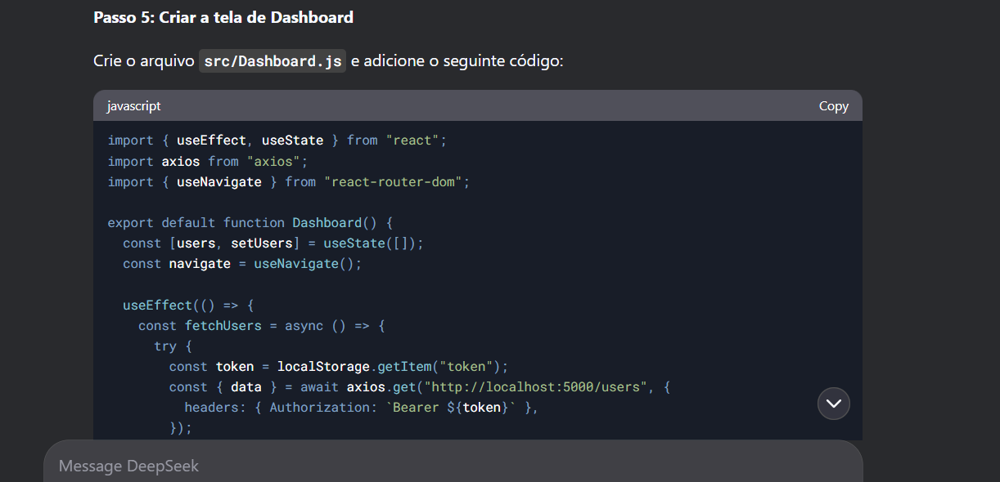 Passo 5: Criar a tela de Dashboard
Crie o arquivo src/Dashboard.js e adicione o seguinte código:
javascript
Copy
import { useEffect, useState } from "react";
import axios from "axios";
import { useNavigate } from "react-router-dom";
export default function Dashboard() {
const [users, setUsers] = useState([]);
const navigate = useNavigate();
useEffect(() => {
const fetchUsers = async () => {
try {
const token = localStorage.getItem("token");
const { data } = await axios.get("http://localhost:5000/users", {
headers: { Authorization: `Bearer ${token}` },
});
Message DeepSeek